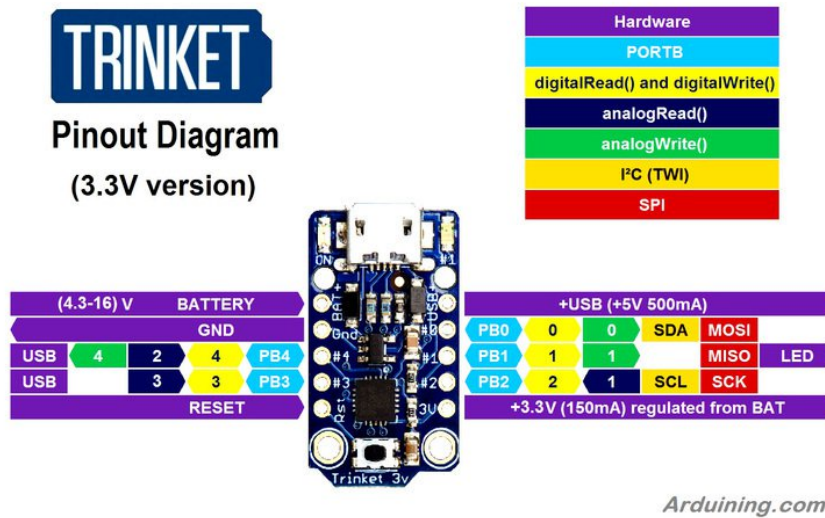 TRINKET
Pinout Diagram
(3.3V version)
Hardware
PORTB
digitalRead() and digitalWrite()
analogRead()
analogWrite()
I²C (TWI)
SPI
ON #1
BAT+ USB+
Gnd #0
#4 #1
#3 #2
Rst 3V
Trinket 3v
(4.3-16) V BATTERY
GND
USB 4 2 4 PB4
USB 3 3 PB3
RESET
+USB (+5V 500mA)
PB0 0 0 SDA MOSI
PB1 1 1 MISO LED
PB2 2 1 SCL SCK
+3.3V (150mA) regulated from BAT
Arduining.com